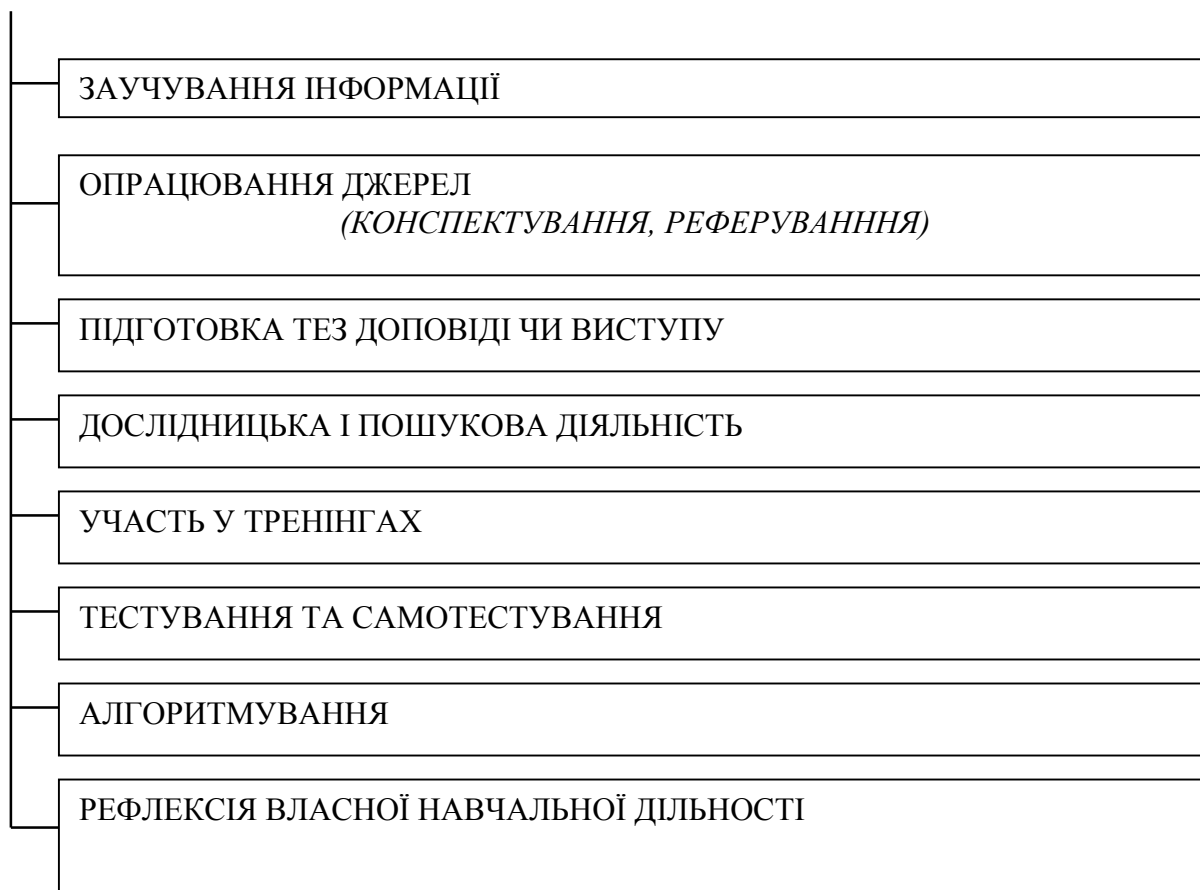 ЗАУЧУВАННЯ ІНФОРМАЦІЇ
ОПРАЦЮВАННЯ ДЖЕРЕЛ
(КОНСПЕКТУВАННЯ, РЕФЕРУВАНННЯ)
ПІДГОТОВКА ТЕЗ ДОПОВІДІ ЧИ ВИСТУПУ
ДОСЛІДНИЦЬКА І ПОШУКОВА ДІЯЛЬНІСТЬ
УЧАСТЬ У ТРЕНІНГАХ
ТЕСТУВАННЯ ТА САМОТЕСТУВАННЯ
АЛГОРИТМУВАННЯ
РЕФЛЕКСІЯ ВЛАСНОЇ НАВЧАЛЬНОЇ ДІЛЬНОСТІ